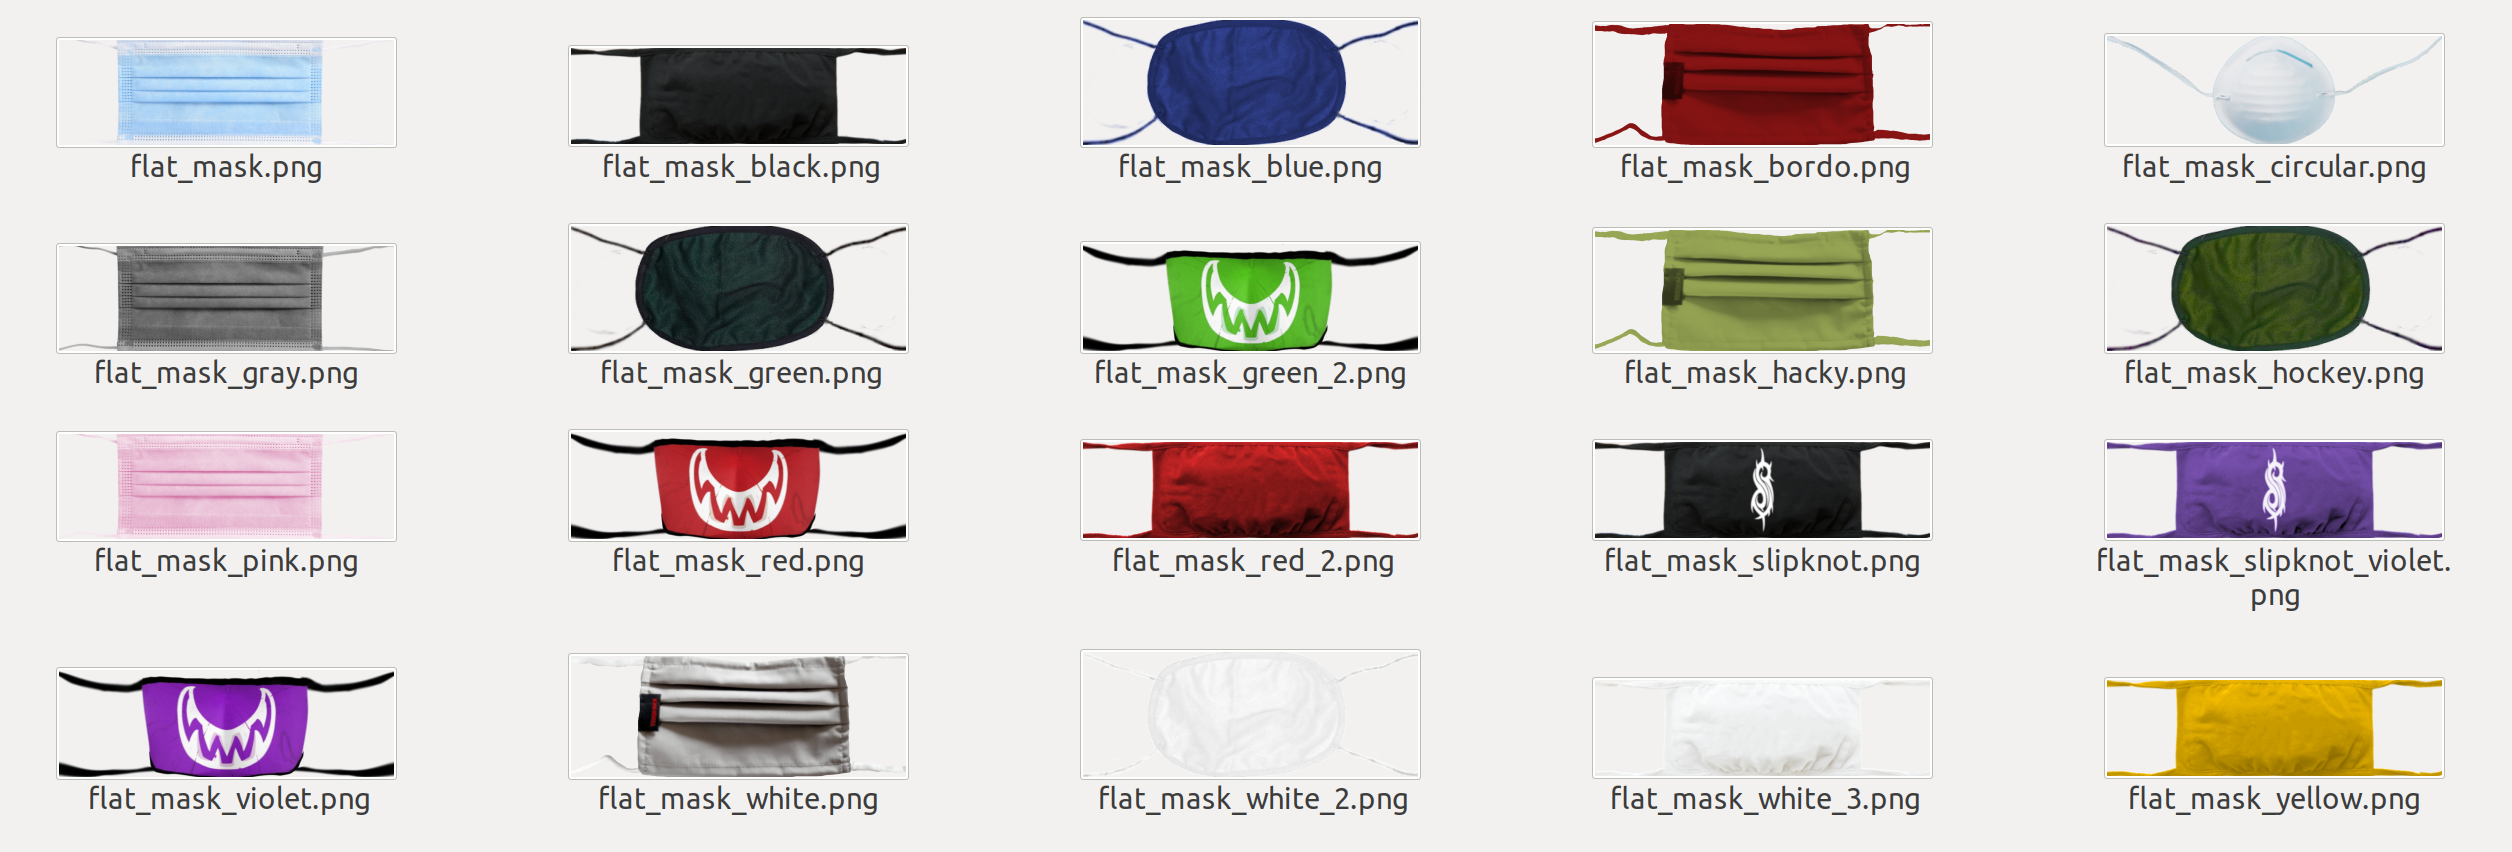 flat_mask.png
flat_mask_black.png
flat_mask_blue.png
flat_mask_bordo.png
flat_mask_circular.png
flat_mask_gray.png
flat_mask_green.png
flat_mask_green_2.png
flat_mask_hacky.png
flat_mask_hockey.png
flat_mask_pink.png
flat_mask_red.png
flat_mask_red_2.png
flat_mask_slipknot.png
flat_mask_slipknot_violet.
png
flat_mask_violet.png
flat_mask_white.png
flat_mask_white_2.png
flat_mask_white_3.png
flat_mask_yellow.png